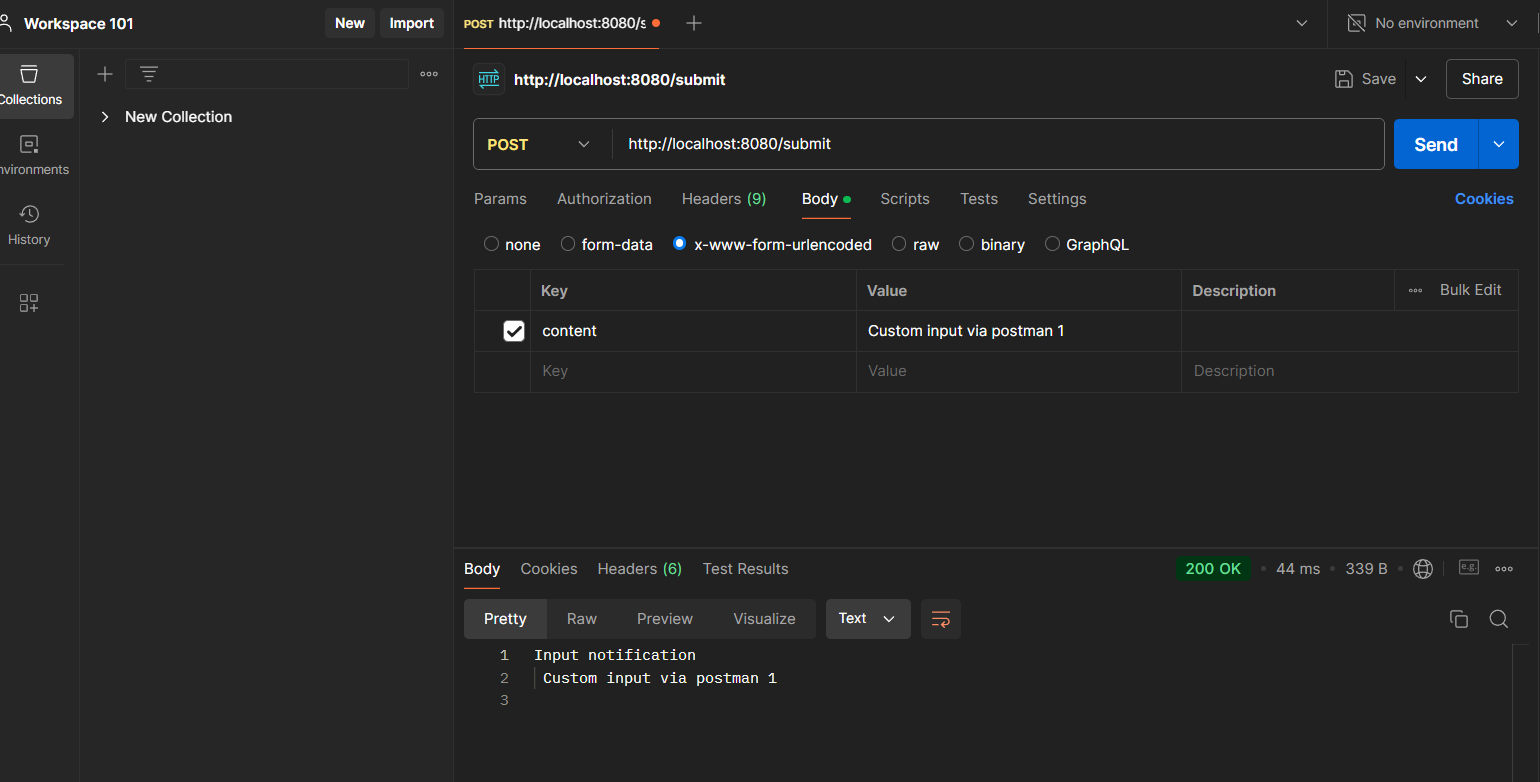 Workspace 101
New
Import
POST http://localhost:8080/s
No environment
Collections
New Collection
nvironments
History
HTTP
http://localhost:8080/submit
Save
Share
POST
http://localhost:8080/submit
Send
Params
Authorization
Headers (9)
Body
Scripts
Tests
Settings
Cookies
none
form-data
x-www-form-urlencoded
raw
binary
GraphQL
Key
Value
Description
Bulk Edit
content
Custom input via postman 1
Key
Value
Description
Body
Cookies
Headers (6)
Test Results
200 OK
44 ms
339 B
e.g.
Pretty
Raw
Preview
Visualize
Text
1 Input notification
2 Custom input via postman 1
3